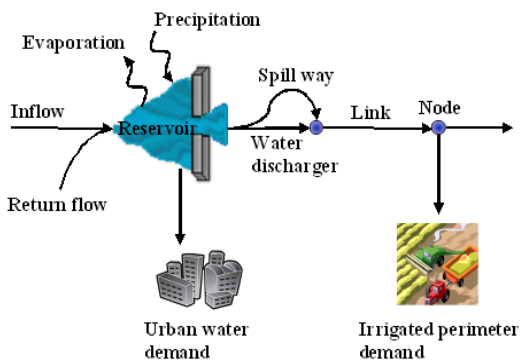 Precipitation
Evaporation
Spill way
Inflow
Reservoir
Link
Node
Water
discharger
Return flow
Urban water
demand
Irrigated perimeter
demand